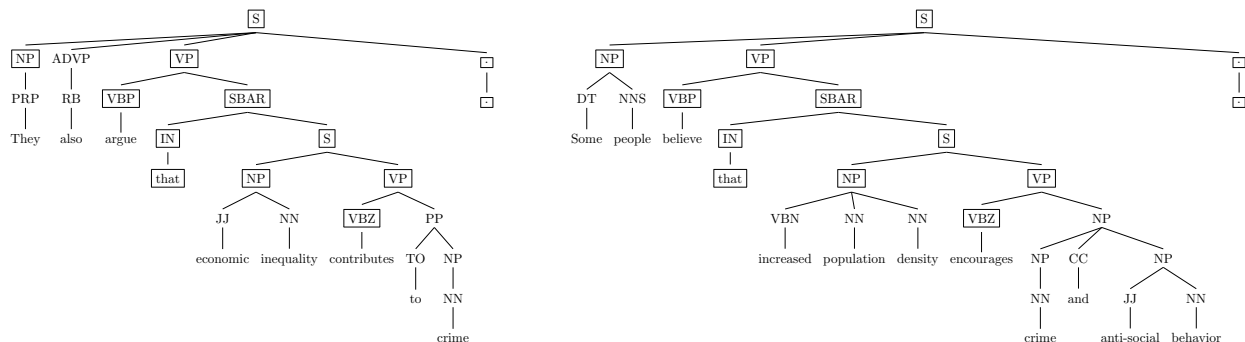 S S
NP ADVP VP . NP VP .
PRP RB VBP SBAR . DT NNS VBP SBAR .
They also argue IN S Some people believe IN S
that NP VP that NP VP
JJ NN VBZ PP VBN NN NN VBZ NP
economic inequality contributes TO NP increased population density encourages NP CC NP
to NN NN and JJ NN
crime crime anti-social behavior